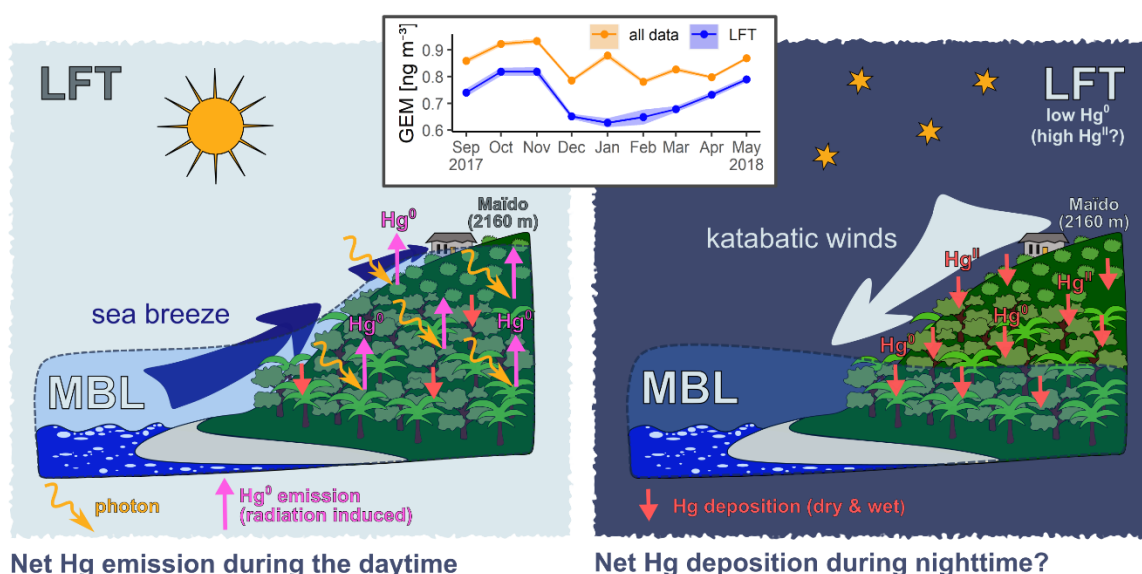 LFT
GEM [ng m⁻³]
all data
LFT
0.9
0.8
0.7
0.6
Sep
2017
Oct
Nov
Dec
Jan
Feb
Mar
Apr
May
2018
Maïdo
(2160 m)
Hg⁰
Hg⁰
Hg⁰
sea breeze
MBL
photon
Hg⁰ emission
(radiation induced)
Net Hg emission during the daytime
LFT
low Hg⁰
(high Hgᴵᴵ?)
Maïdo
(2160 m)
katabatic winds
Hgᴵᴵ
Hgᴵᴵ
Hg⁰
Hg⁰
MBL
Hg deposition (dry & wet)
Net Hg deposition during nighttime?